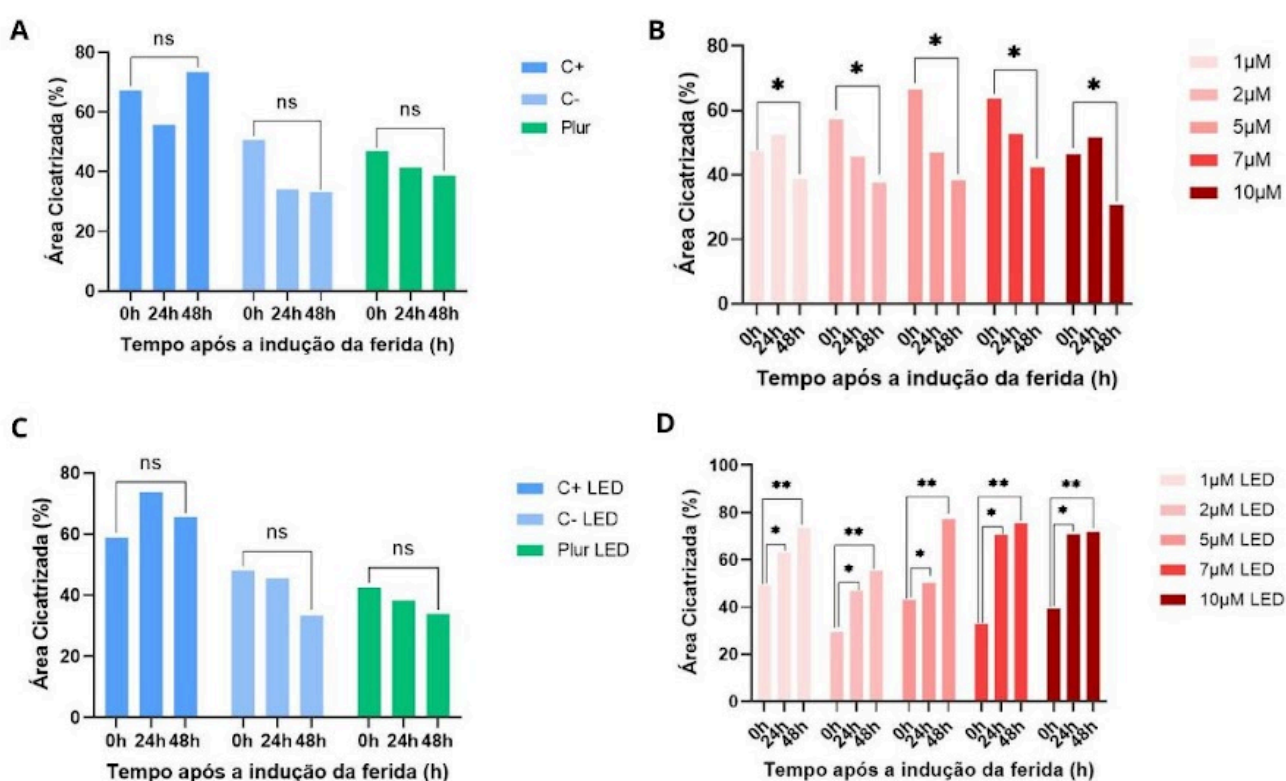 A
ns
ns
ns
Área Cicatrizada (%)
80
60
40
20
0
0h 24h 48h 0h 24h 48h 0h 24h 48h
Tempo após a indução da ferida (h)
C+
C-
Plur
B
* * * * *
Área Cicatrizada (%)
80
60
40
20
0
0h 24h 48h 0h 24h 48h 0h 24h 48h 0h 24h 48h 0h 24h 48h
Tempo após a indução da ferida (h)
1µM
2µM
5µM
7µM
10µM
C
ns
ns
ns
Área Cicatrizada (%)
80
60
40
20
0
0h 24h 48h 0h 24h 48h 0h 24h 48h
Tempo após a indução da ferida (h)
C+ LED
C- LED
Plur LED
D
** ** ** ** **
* * * * *
Área Cicatrizada (%)
100
80
60
40
20
0
0h 24h 48h 0h 24h 48h 0h 24h 48h 0h 24h 48h 0h 24h 48h
Tempo após a indução da ferida (h)
1µM LED
2µM LED
5µM LED
7µM LED
10µM LED